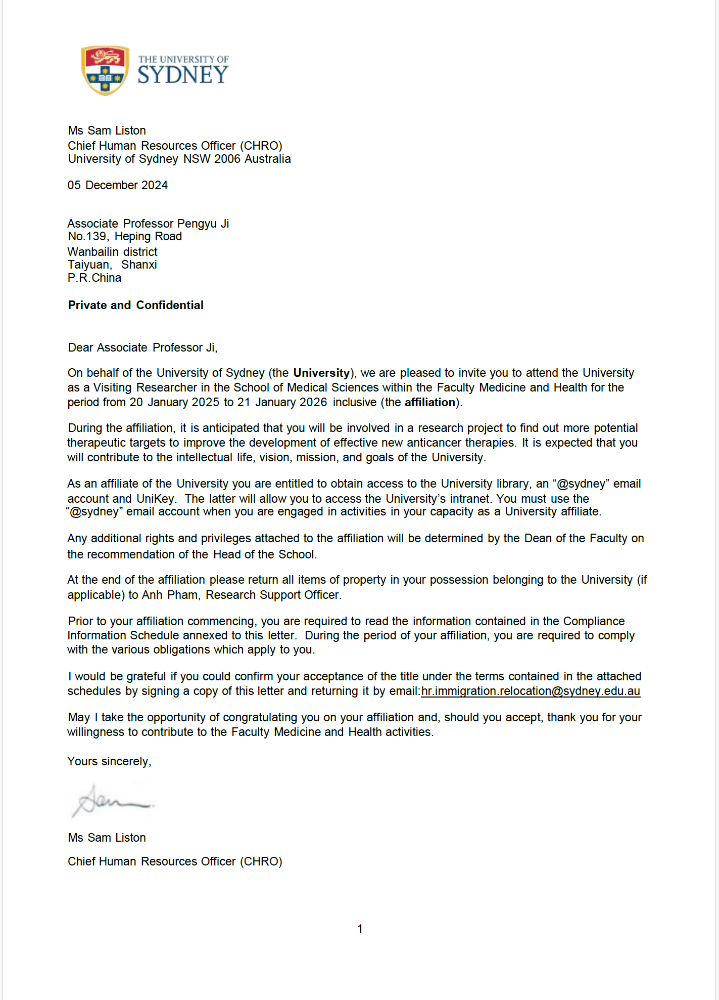 THE UNIVERSITY OF
SYDNEY
Ms Sam Liston
Chief Human Resources Officer (CHRO)
University of Sydney NSW 2006 Australia
05 December 2024
Associate Professor Pengyu Ji
No.139, Heping Road
Wanbailin district
Taiyuan, Shanxi
P.R.China
Private and Confidential
Dear Associate Professor Ji,
On behalf of the University of Sydney (the University), we are pleased to invite you to attend the University
as a Visiting Researcher in the School of Medical Sciences within the Faculty Medicine and Health for the
period from 20 January 2025 to 21 January 2026 inclusive (the affiliation).
During the affiliation, it is anticipated that you will be involved in a research project to find out more potential
therapeutic targets to improve the development of effective new anticancer therapies. It is expected that you
will contribute to the intellectual life, vision, mission, and goals of the University.
As an affiliate of the University you are entitled to obtain access to the University library, an “@sydney” email
account and UniKey. The latter will allow you to access the University’s intranet. You must use the
“@sydney” email account when you are engaged in activities in your capacity as a University affiliate.
Any additional rights and privileges attached to the affiliation will be determined by the Dean of the Faculty on
the recommendation of the Head of the School.
At the end of the affiliation please return all items of property in your possession belonging to the University (if
applicable) to Anh Pham, Research Support Officer.
Prior to your affiliation commencing, you are required to read the information contained in the Compliance
Information Schedule annexed to this letter. During the period of your affiliation, you are required to comply
with the various obligations which apply to you.
I would be grateful if you could confirm your acceptance of the title under the terms contained in the attached
schedules by signing a copy of this letter and returning it by email:hr.immigration.relocation@sydney.edu.au
May I take the opportunity of congratulating you on your affiliation and, should you accept, thank you for your
willingness to contribute to the Faculty Medicine and Health activities.
Yours sincerely,
Sam
Ms Sam Liston
Chief Human Resources Officer (CHRO)
1